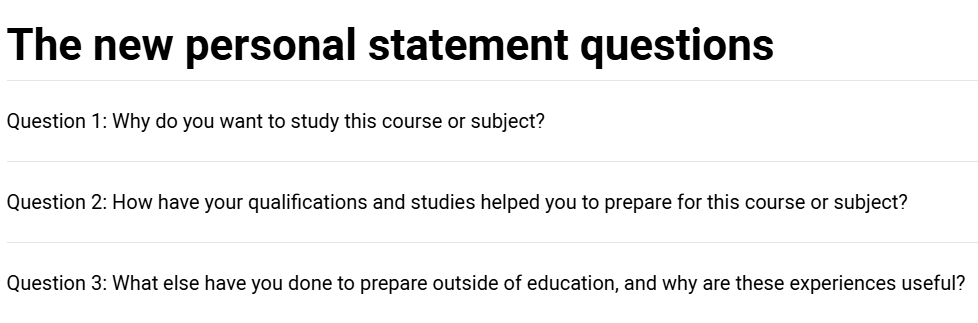 The new personal statement questions
Question 1: Why do you want to study this course or subject?
Question 2: How have your qualifications and studies helped you to prepare for this course or subject?
Question 3: What else have you done to prepare outside of education, and why are these experiences useful?